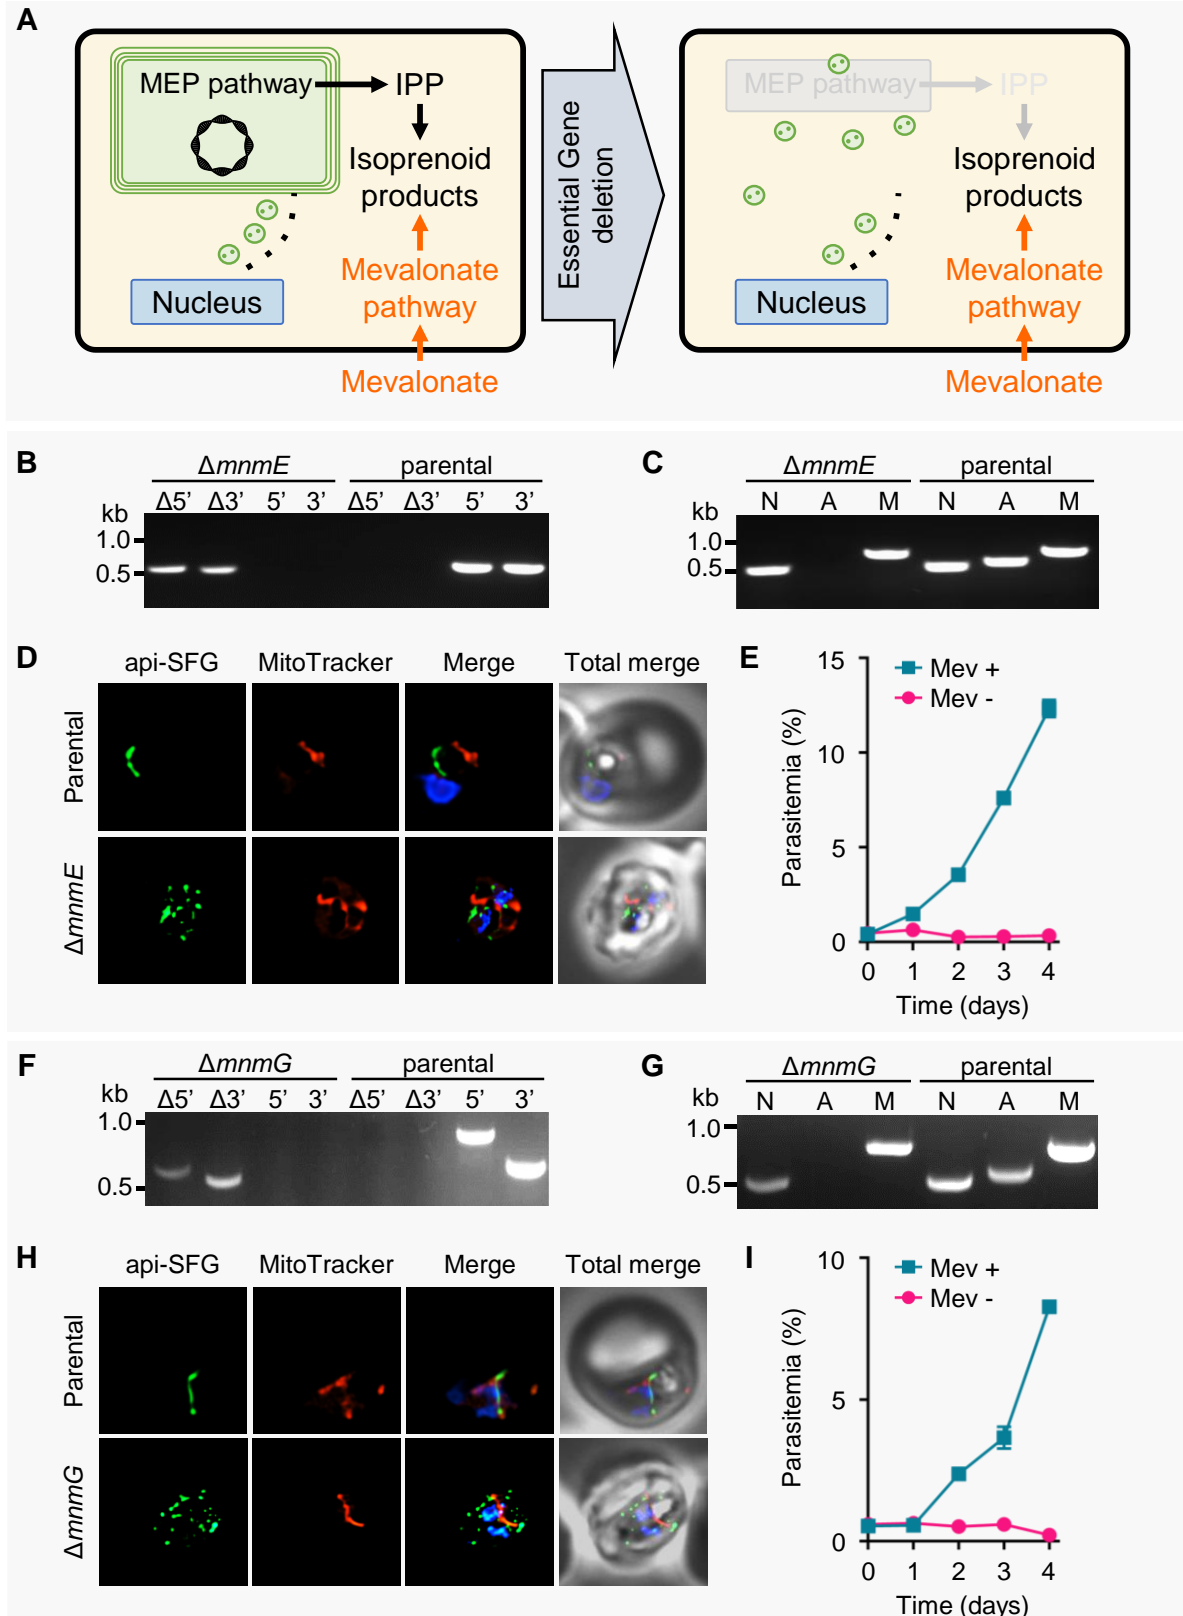 A
MEP pathway
IPP
Isoprenoid
products
Mevalonate
pathway
Mevalonate
Nucleus
Essential Gene
deletion
MEP pathway
IPP
Isoprenoid
products
Mevalonate
pathway
Mevalonate
Nucleus
B
ΔmnmE parental
kb Δ5’ Δ3’ 5’ 3’ Δ5’ Δ3’ 5’ 3’
1.0
0.5
C
ΔmnmE parental
kb N A M N A M
1.0
0.5
D
api-SFG MitoTracker Merge Total merge
Parental
ΔmnmE
E
Mev +
Mev -
Parasitemia (%)
15
10
5
0
0 1 2 3 4
Time (days)
F
ΔmnmG parental
kb Δ5’ Δ3’ 5’ 3’ Δ5’ Δ3’ 5’ 3’
1.0
0.5
G
ΔmnmG parental
kb N A M N A M
1.0
0.5
H
api-SFG MitoTracker Merge Total merge
Parental
ΔmnmG
I
Mev +
Mev -
Parasitemia (%)
10
5
0
0 1 2 3 4
Time (days)